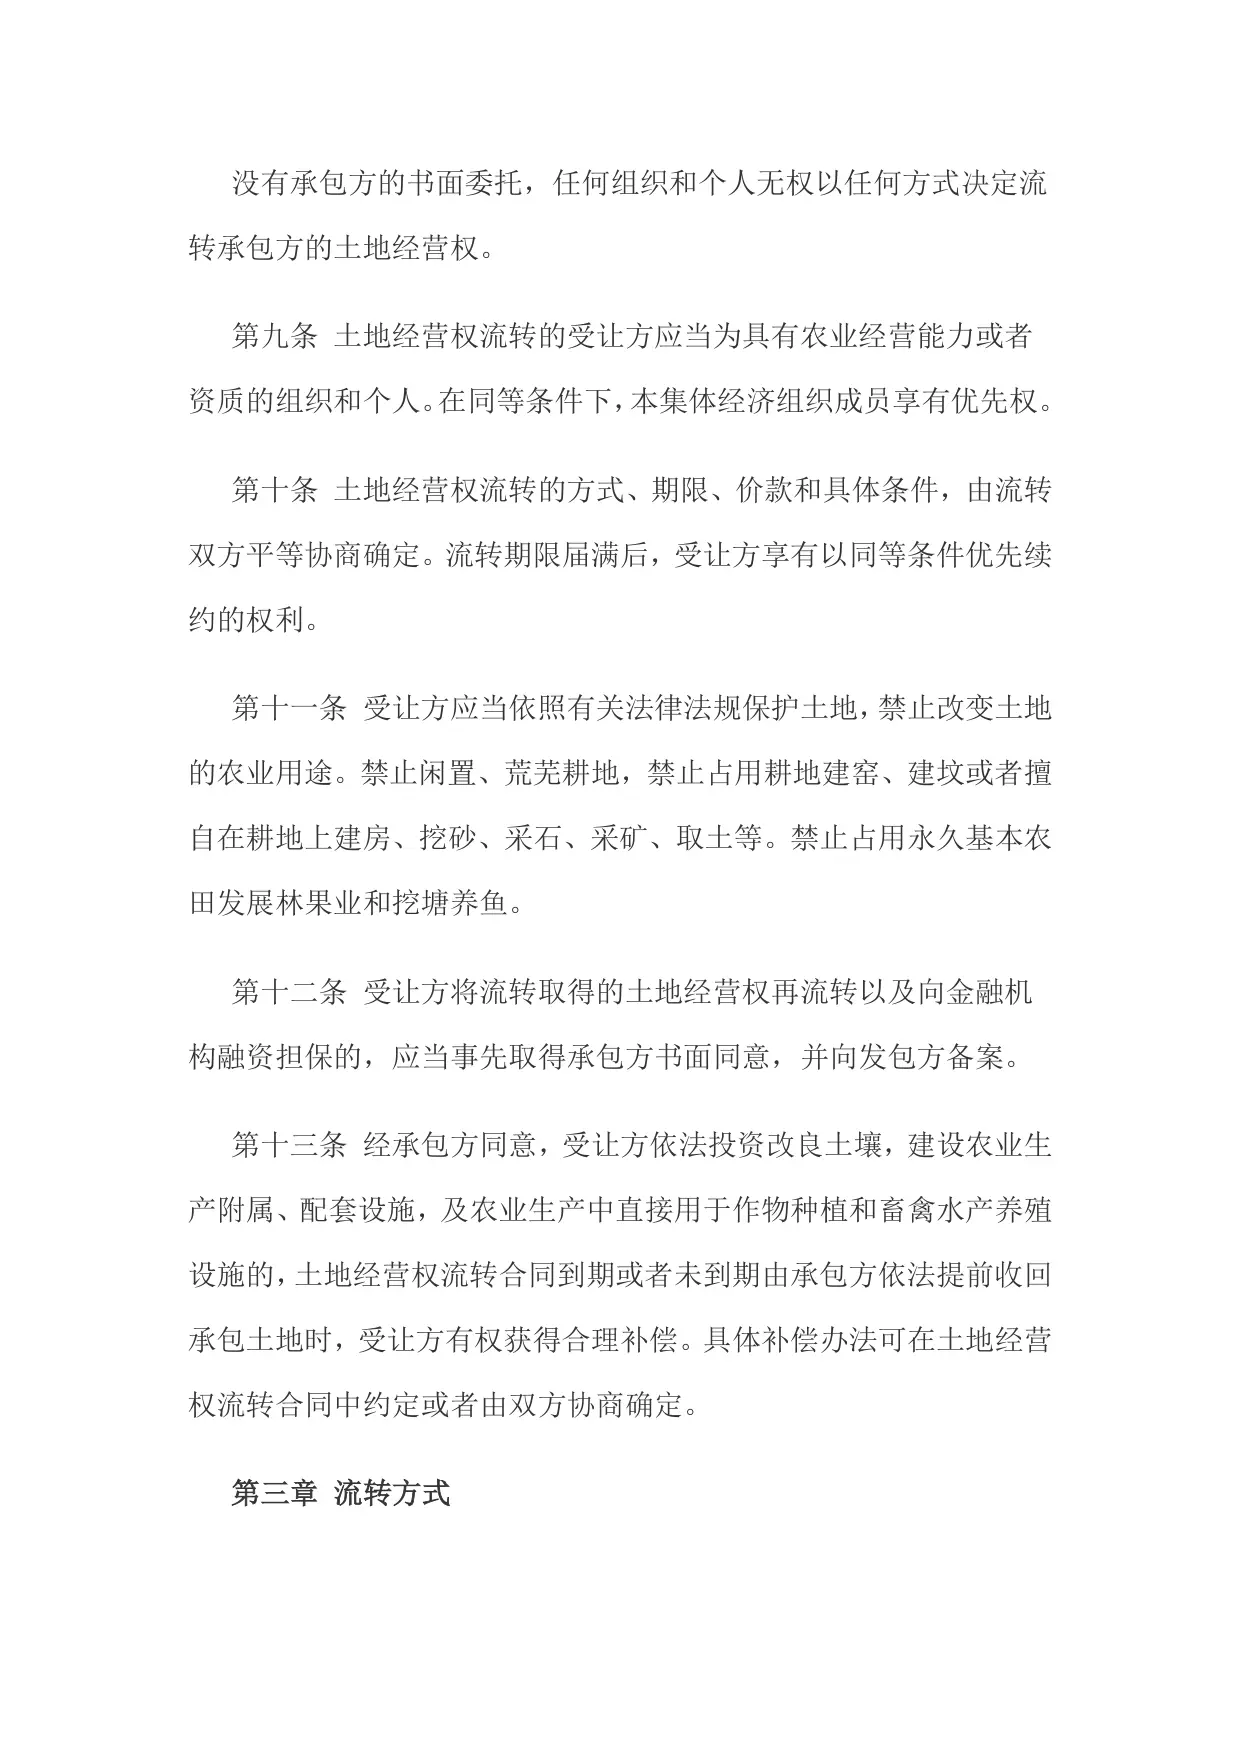 没有承包方的书面委托，任何组织和个人无权以任何方式决定流
转承包方的土地经营权。
第九条 土地经营权流转的受让方应当为具有农业经营能力或者
资质的组织和个人。在同等条件下，本集体经济组织成员享有优先权。
第十条 土地经营权流转的方式、期限、价款和具体条件，由流转
双方平等协商确定。流转期限届满后，受让方享有以同等条件优先续
约的权利。
第十一条 受让方应当依照有关法律法规保护土地，禁止改变土地
的农业用途。禁止闲置、荒芜耕地，禁止占用耕地建窑、建坟或者擅
自在耕地上建房、挖砂、采石、采矿、取土等。禁止占用永久基本农
田发展林果业和挖塘养鱼。
第十二条 受让方将流转取得的土地经营权再流转以及向金融机
构融资担保的，应当事先取得承包方书面同意，并向发包方备案。
第十三条 经承包方同意，受让方依法投资改良土壤，建设农业生
产附属、配套设施，及农业生产中直接用于作物种植和畜禽水产养殖
设施的，土地经营权流转合同到期或者未到期由承包方依法提前收回
承包土地时，受让方有权获得合理补偿。具体补偿办法可在土地经营
权流转合同中约定或者由双方协商确定。
第三章 流转方式